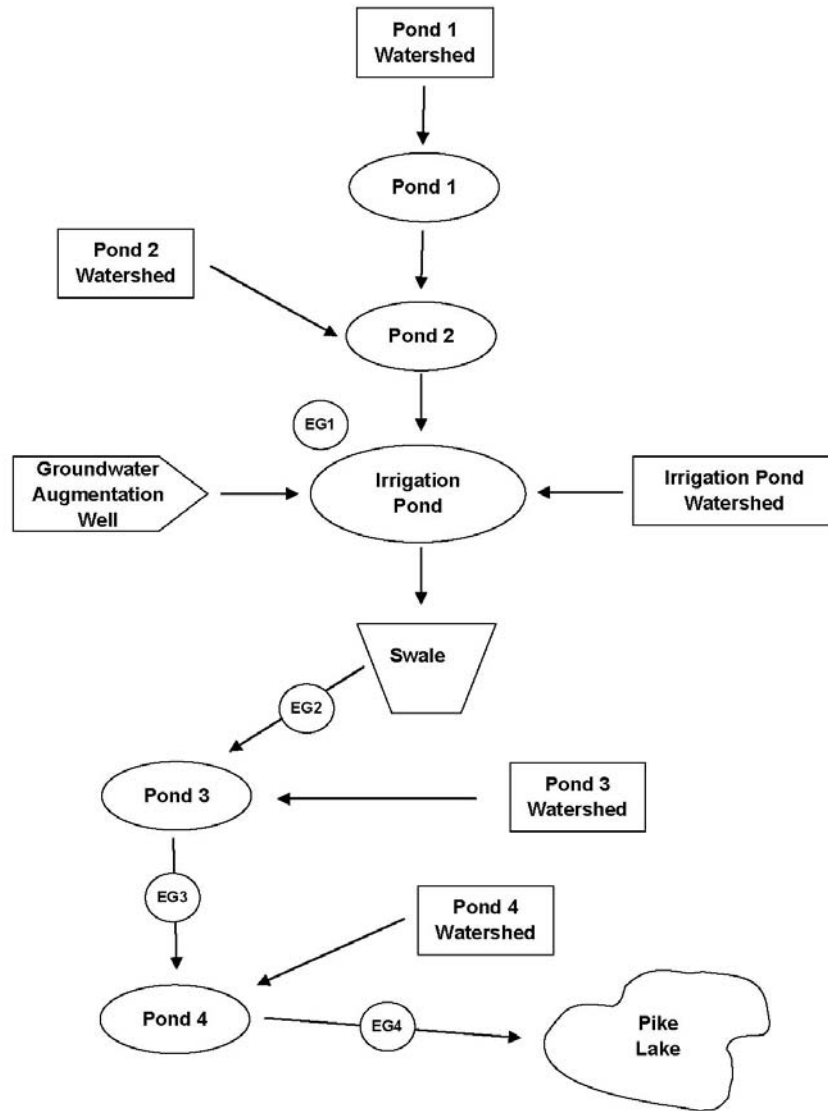 Pond 1
Watershed
Pond 1
Pond 2
Watershed
Pond 2
EG1
Groundwater
Augmentation
Well
Irrigation
Pond
Irrigation Pond
Watershed
Swale
EG2
Pond 3
Pond 3
Watershed
EG3
Pond 4
Watershed
Pond 4
EG4
Pike
Lake